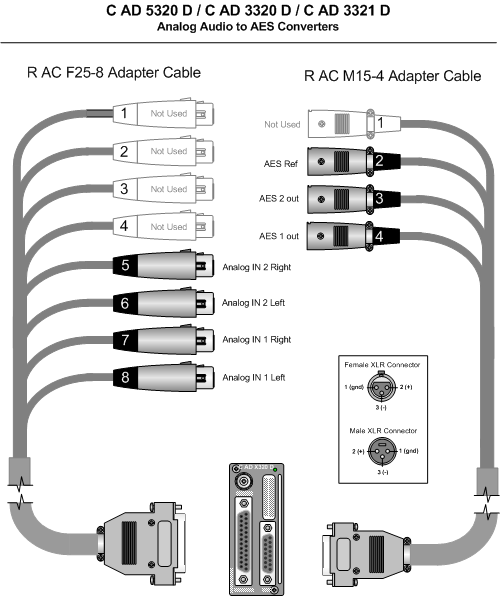 C AD 5320 D / C AD 3320 D / C AD 3321 D
Analog Audio to AES Converters
R AC F25-8 Adapter Cable
1 Not Used
2 Not Used
3 Not Used
4 Not Used
5 Analog IN 2 Right
6 Analog IN 2 Left
7 Analog IN 1 Right
8 Analog IN 1 Left
R AC M15-4 Adapter Cable
Not Used 1
AES Ref 2
AES 2 out 3
AES 1 out 4
Female XLR Connector
1 (gnd) 2 (+)
3 (-)
Male XLR Connector
2 (+) 1 (gnd)
3 (-)
C AD X320 D